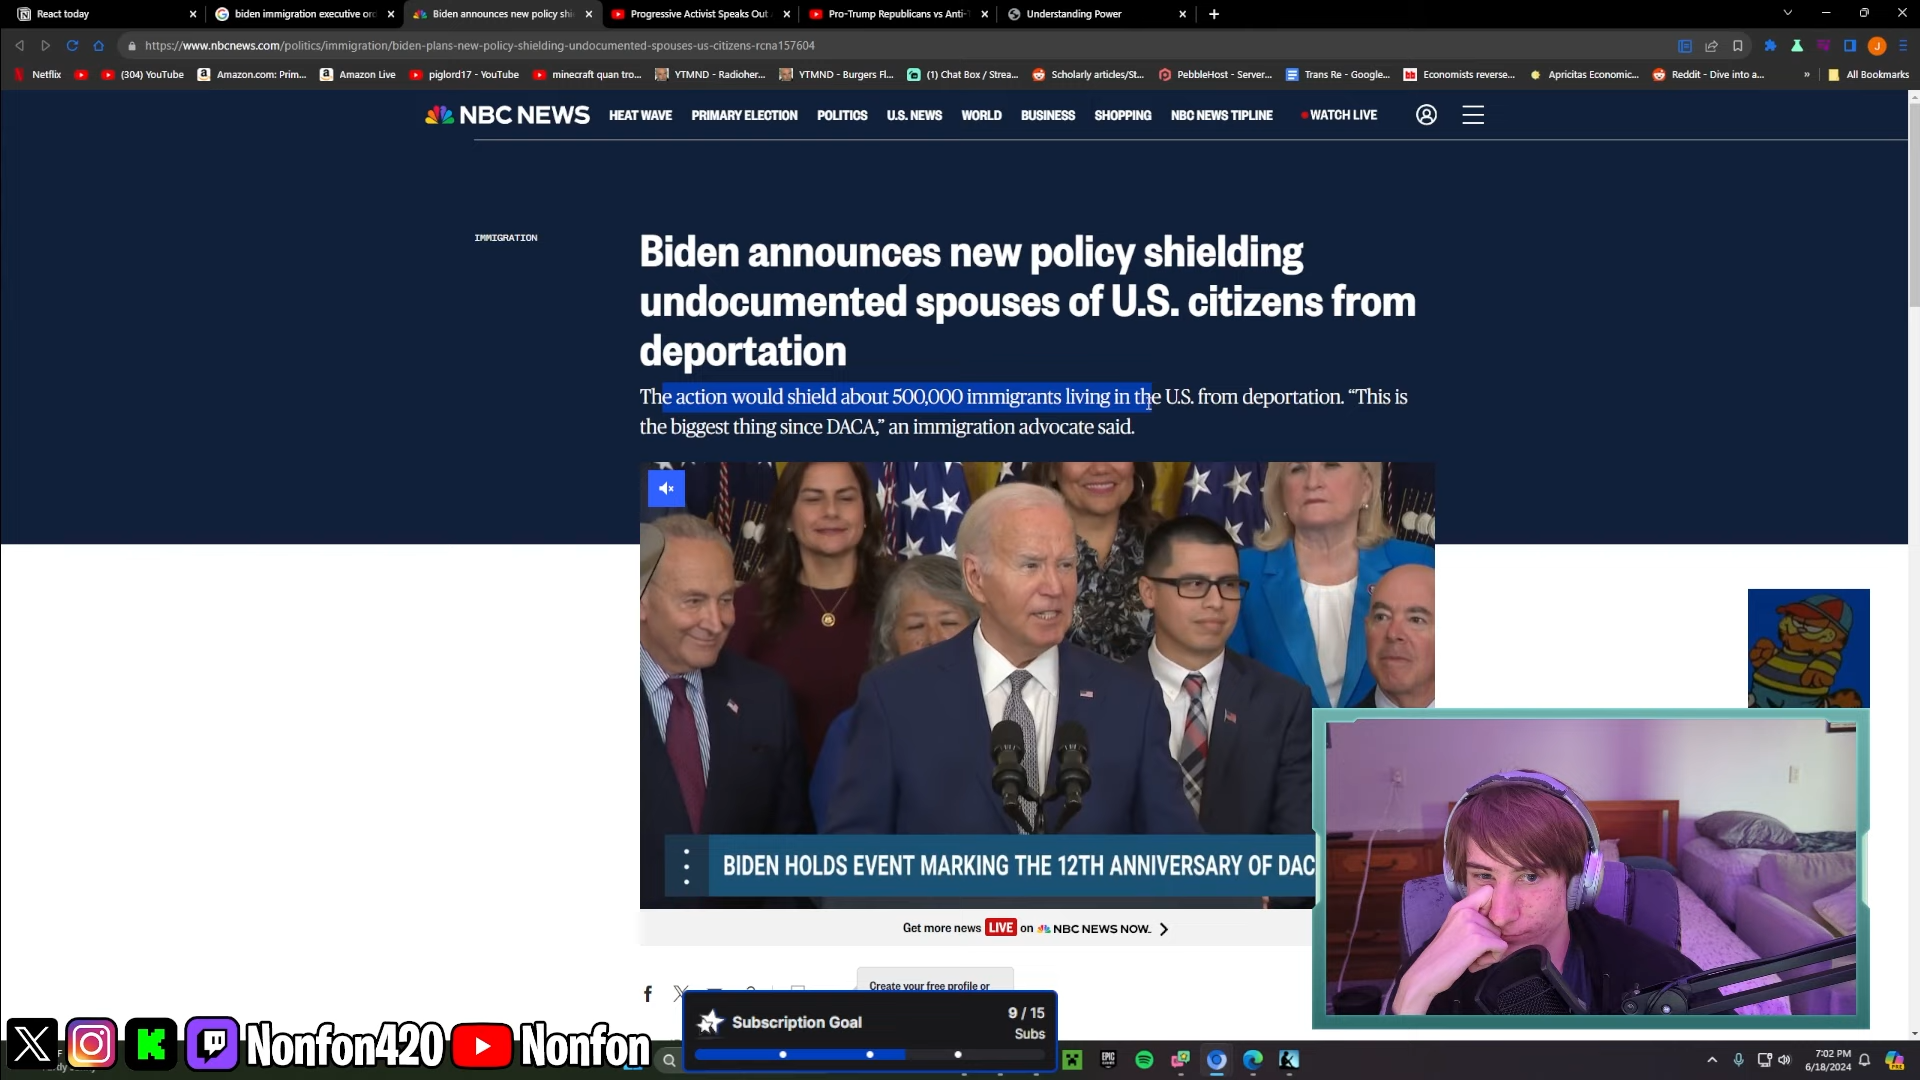 React today
biden immigration executive ord
Biden announces new policy shi
Progressive Activist Speaks Out
Pro-Trump Republicans vs Anti-T
Understanding Power
https://www.nbcnews.com/politics/immigration/biden-plans-new-policy-shielding-undocumented-spouses-us-citizens-rcna157604
J
Netflix
(304) YouTube
Amazon.com: Prim...
Amazon Live
piglord17 - YouTube
minecraft quan tro...
YTMND - Radioher...
YTMND - Burgers Fl...
(1) Chat Box / Strea...
Scholarly articles/St...
PebbleHost - Server...
Trans Re - Google...
bb
Economists reverse...
Apricitas Economic...
Reddit - Dive into a...
»
All Bookmarks
NBC NEWS
HEAT WAVE
PRIMARY ELECTION
POLITICS
U.S. NEWS
WORLD
BUSINESS
SHOPPING
NBC NEWS TIPLINE
WATCH LIVE
IMMIGRATION
Biden announces new policy shielding
undocumented spouses of U.S. citizens from
deportation
The action would shield about 500,000 immigrants living in the U.S. from deportation. “This is
the biggest thing since DACA,” an immigration advocate said.
BIDEN HOLDS EVENT MARKING THE 12TH ANNIVERSARY OF DAC
Get more news LIVE on NBC NEWS NOW.
Create your free profile or
Subscription Goal
9 / 15
Subs
Nonfon420
Nonfon
EPIC
7:02 PM
6/18/2024
PRE